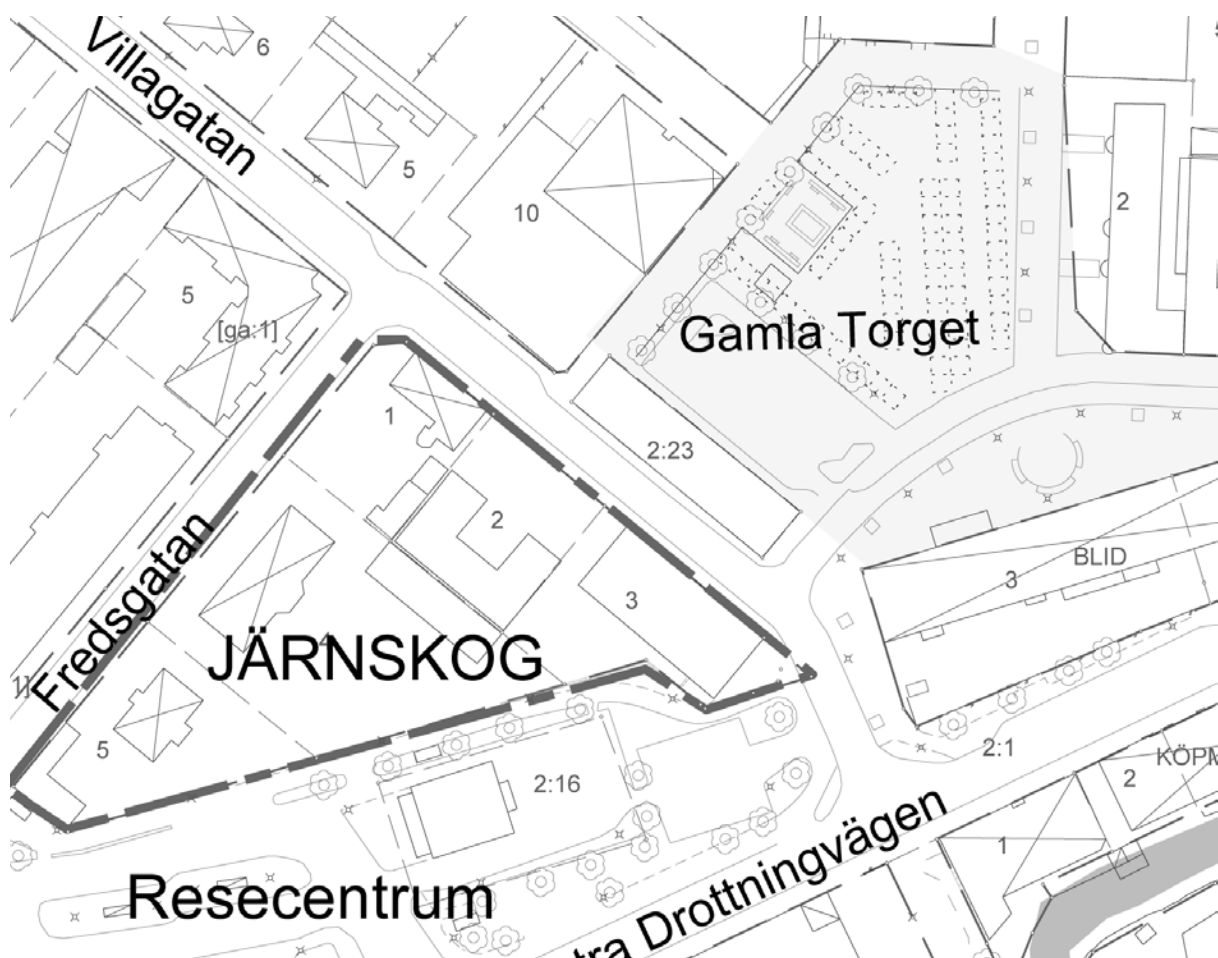 Villagatan
6
5
10
2
5
[ga:1]
Gamla Torget
1
2:23
2
BLID
3
3
Fredsgatan
JÄRNSKOG
5
2:1
2:16
2
1
Resecentrum
tra Drottningvägen